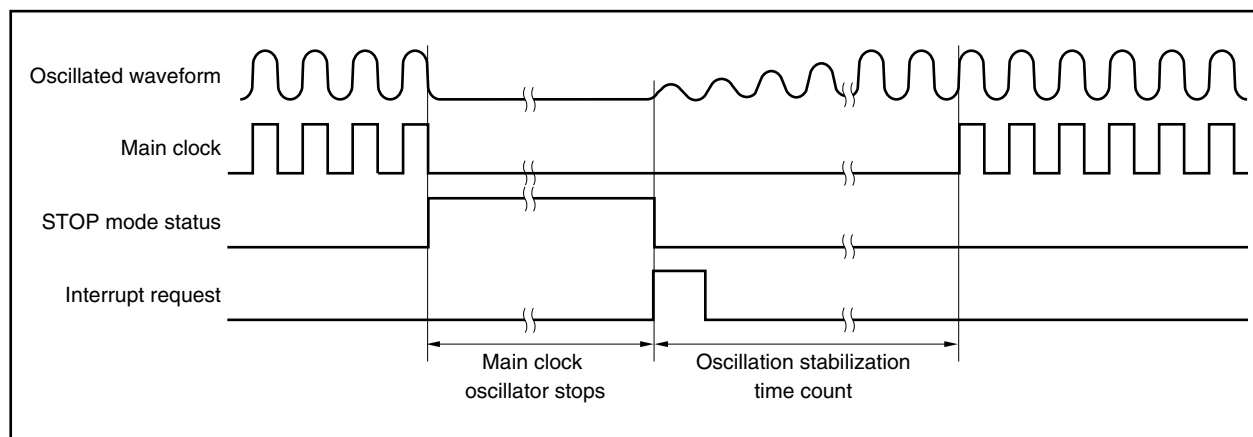 Oscillated waveform
Main clock
STOP mode status
Interrupt request
Main clock
oscillator stops
Oscillation stabilization
time count